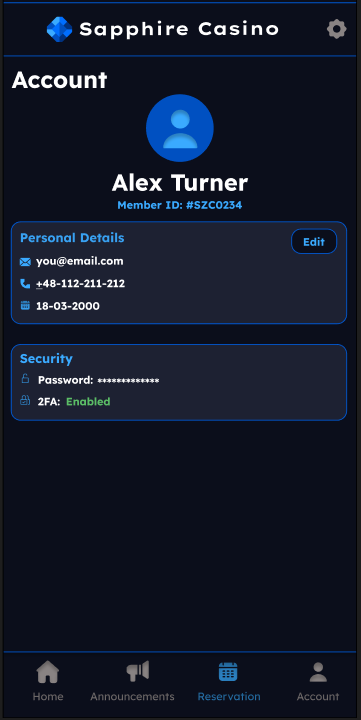 Sapphire Casino
Account
Alex Turner
Member ID: #SZC0234
Personal Details
Edit
you@email.com
+48-112-211-212
18-03-2000
Security
Password: *************
2FA: Enabled
Home Announcements Reservation Account